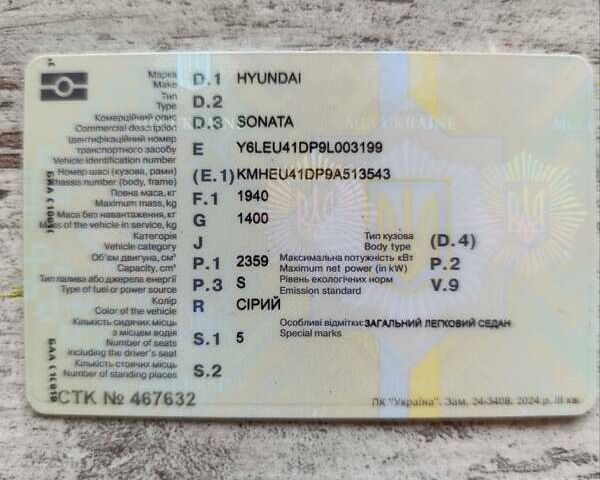 Марка D.1 HYUNDAI
Make
Тип D.2
Type
Комерційний опис D.3 SONATA
Commercial description
Ідентифікаційний номер
транспортного засобу E Y6LEU41DP9L003199
Vehicle identification number
Номер шасі (кузова, рами) (E.1) KMHEU41DP9A513543
Chassis number (body, frame)
Повна маса, кг F.1 1940
Maximum mass, kg
Маса без навантаження, кг G 1400
Mass of the vehicle in service, kg
Категорія J Тип кузова (D.4)
Vehicle category Body type
Об'єм двигуна, см³ P.1 2359 Максимальна потужність кВт P.2
Capacity, cm³ Maximum net power (in kW)
Тип палива або джерела енергії P.3 S Рівень екологічних норм V.9
Type of fuel or power source Emission standard
Колір R СІРИЙ
Color of the vehicle
Кількість сидячих місць Особливі відмітки: ЗАГАЛЬНИЙ ЛЕГКОВИЙ СЕДАН
з місцем водія S.1 5 Special marks
Number of seats
including the driver's seat
Кількість стоячих місць S.2
Number of standing places
СТК № 467632
ПК "Україна". Зам. 24-3408. 2024 р. III кв.